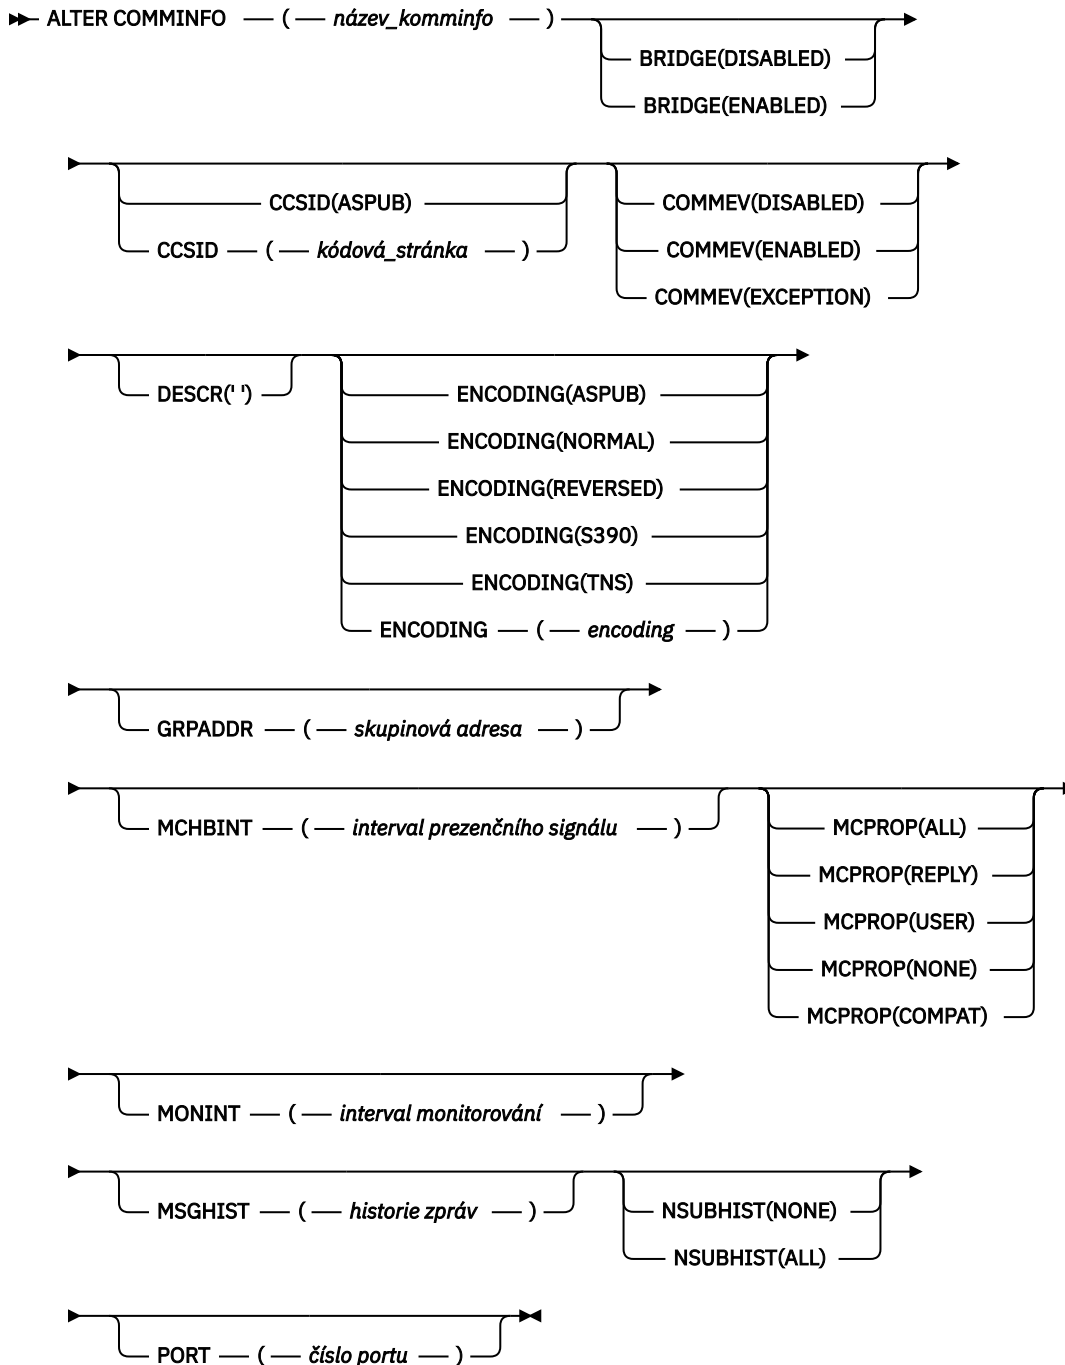 ALTER COMMINFO ( název_komminfo )
BRIDGE(DISABLED)
BRIDGE(ENABLED)
CCSID(ASPUB)
CCSID ( kódová_stránka )
COMMEV(DISABLED)
COMMEV(ENABLED)
COMMEV(EXCEPTION)
DESCR(' ')
ENCODING(ASPUB)
ENCODING(NORMAL)
ENCODING(REVERSED)
ENCODING(S390)
ENCODING(TNS)
ENCODING ( encoding )
GRPADDR ( skupinová adresa )
MCHBINT ( interval prezenčního signálu )
MCPROP(ALL)
MCPROP(REPLY)
MCPROP(USER)
MCPROP(NONE)
MCPROP(COMPAT)
MONINT ( interval monitorování )
MSGHIST ( historie zpráv )
NSUBHIST(NONE)
NSUBHIST(ALL)
PORT ( číslo portu )